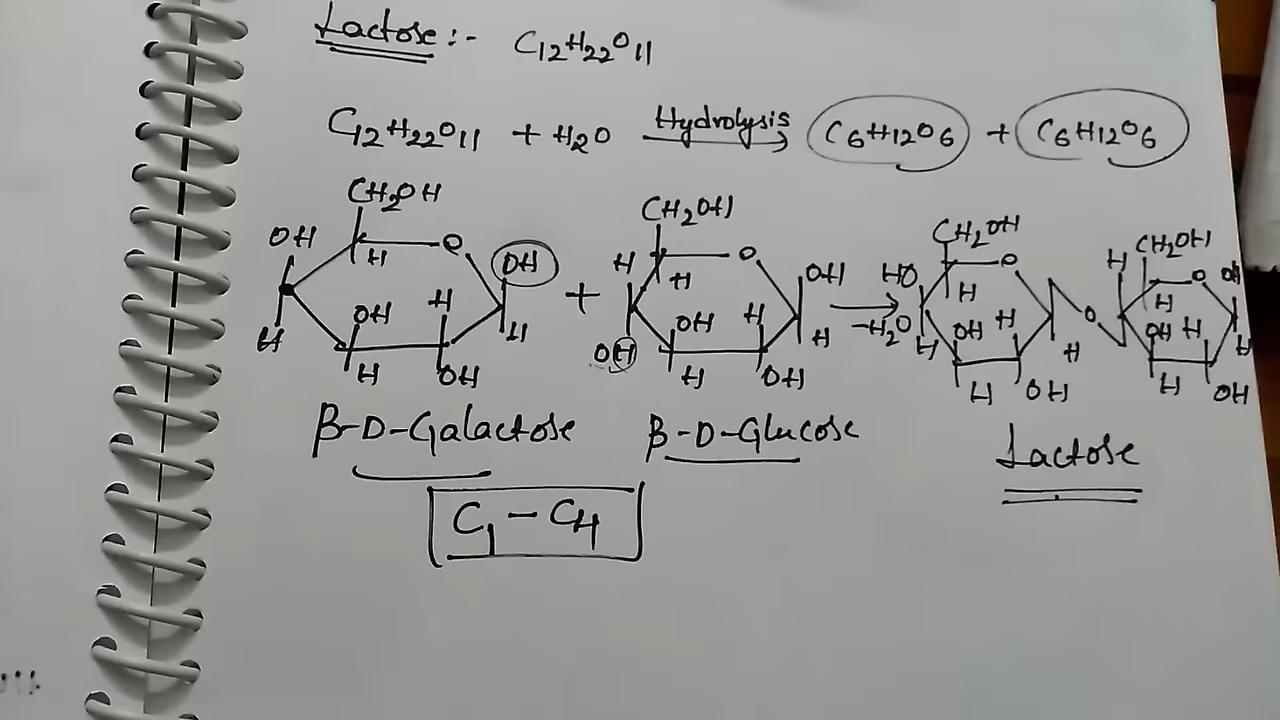 Lactose :- C12H22O11
C12H22O11 + H2O Hydrolysis C6H12O6 + C6H12O6
CH2OH CH2OH CH2OH CH2OH
OH O OH H O OH HO O H O OH
H H H H
OH H + OH H -H2O OH H O OH H
H H OH H H H H
H OH H OH H OH H OH
β-D-Galactose β-D-Glucose Lactose
C1 - C4